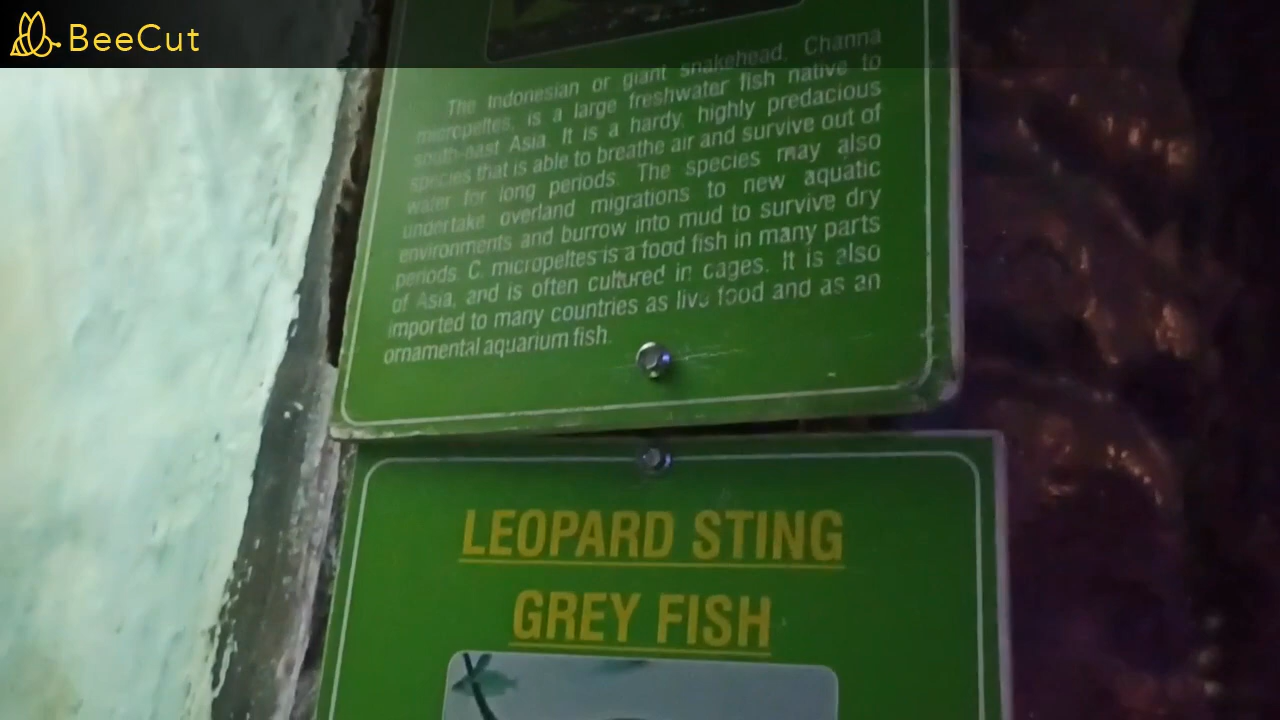 BeeCut
The Indonesian or giant snakehead, Channa
micropeltes, is a large freshwater fish native to
south-east Asia. It is a hardy, highly predacious
species that is able to breathe air and survive out of
water for long periods. The species may also
undertake overland migrations to new aquatic
environments and burrow into mud to survive dry
periods. C. micropeltes is a food fish in many parts
of Asia, and is often cultured in cages. It is also
imported to many countries as live food and as an
ornamental aquarium fish.
LEOPARD STING
GREY FISH